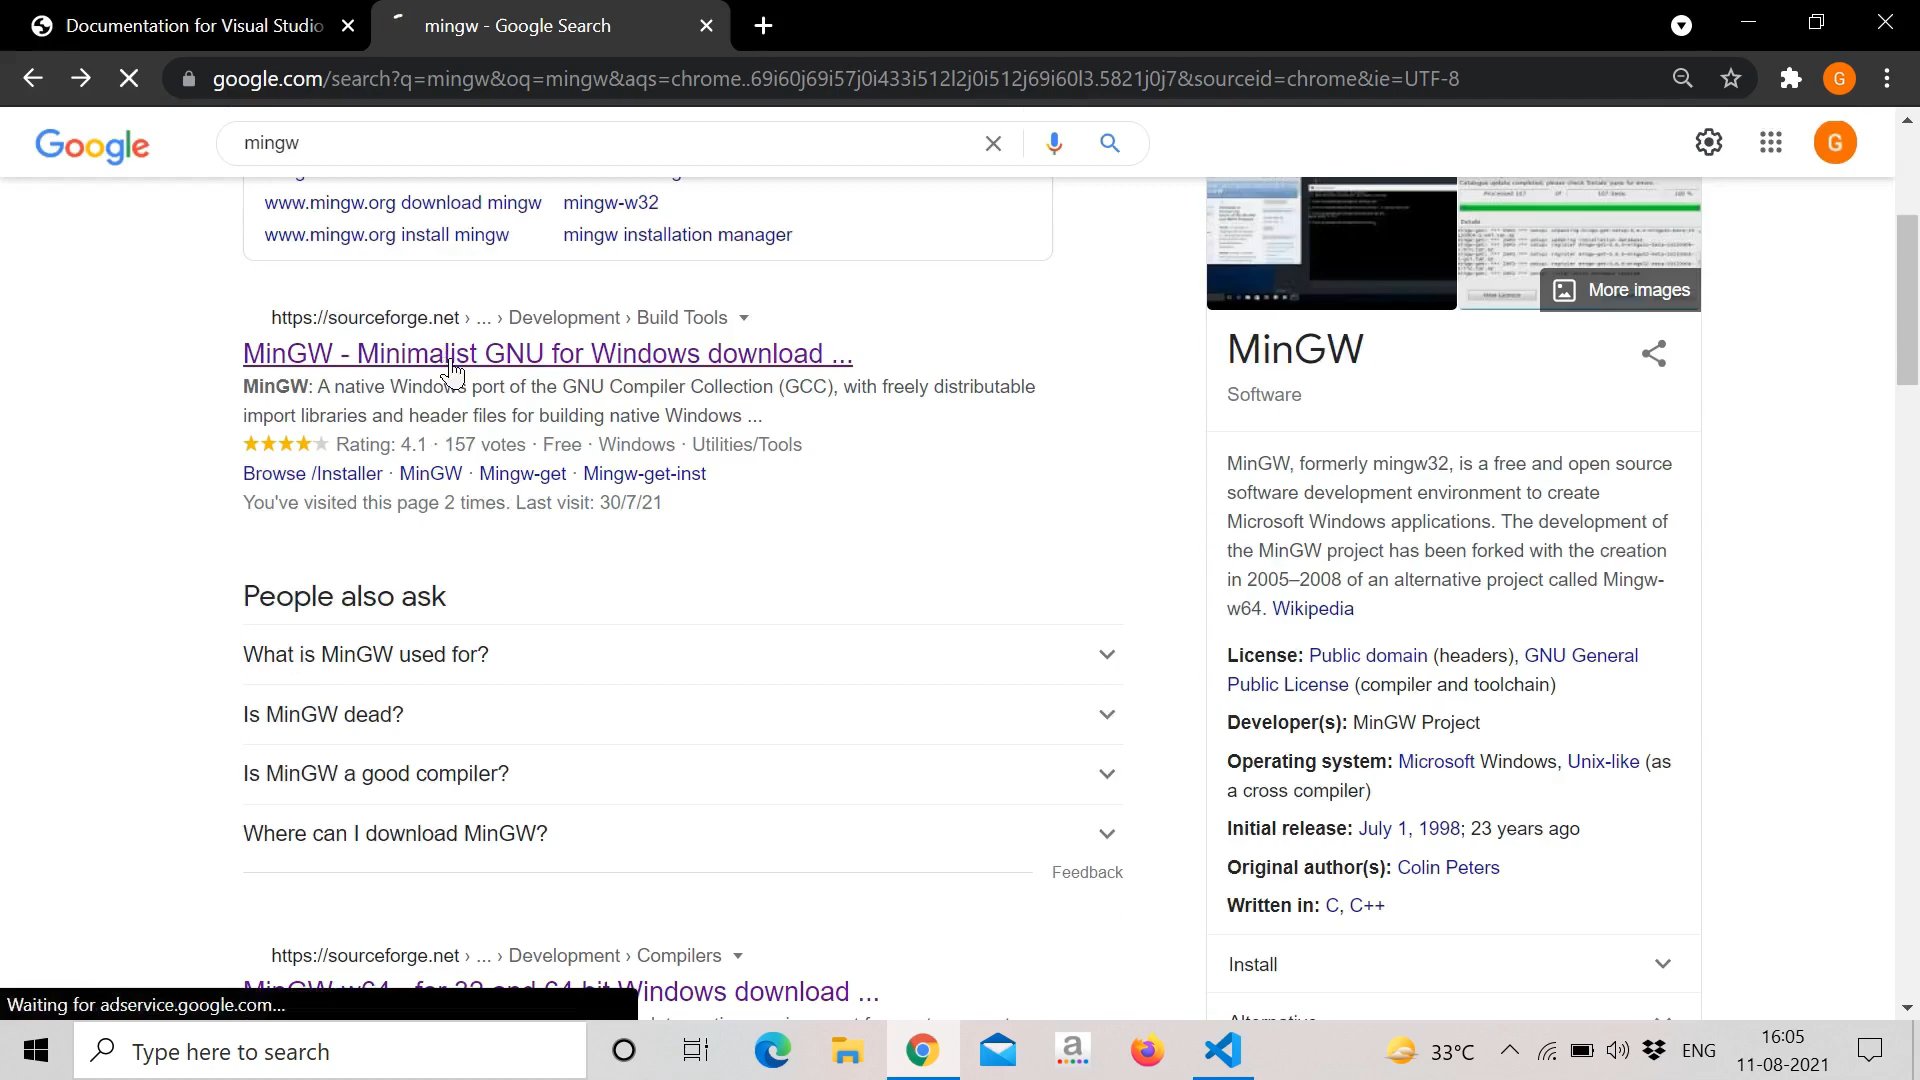 Documentation for Visual Studio
mingw - Google Search
google.com/search?q=mingw&oq=mingw&aqs=chrome..69i60j69i57j0i433i512l2j0i512j69i60l3.5821j0j7&sourceid=chrome&ie=UTF-8
G
Google
mingw
G
www.mingw.org download mingw
mingw-w32
www.mingw.org install mingw
mingw installation manager
https://sourceforge.net › ... › Development › Build Tools
MinGW - Minimalist GNU for Windows download ...
MinGW: A native Windows port of the GNU Compiler Collection (GCC), with freely distributable
import libraries and header files for building native Windows ...
Rating: 4.1 · 157 votes · Free · Windows · Utilities/Tools
Browse /Installer · MinGW · Mingw-get · Mingw-get-inst
You've visited this page 2 times. Last visit: 30/7/21
People also ask
What is MinGW used for?
Is MinGW dead?
Is MinGW a good compiler?
Where can I download MinGW?
Feedback
https://sourceforge.net › ... › Development › Compilers
MinGW-w64 - for 32 and 64 bit Windows download ...
More images
MinGW
Software
MinGW, formerly mingw32, is a free and open source
software development environment to create
Microsoft Windows applications. The development of
the MinGW project has been forked with the creation
in 2005–2008 of an alternative project called Mingw-
w64. Wikipedia
License: Public domain (headers), GNU General
Public License (compiler and toolchain)
Developer(s): MinGW Project
Operating system: Microsoft Windows, Unix-like (as
a cross compiler)
Initial release: July 1, 1998; 23 years ago
Original author(s): Colin Peters
Written in: C, C++
Install
Waiting for adservice.google.com...
Type here to search
a
33°C
ENG
16:05
11-08-2021